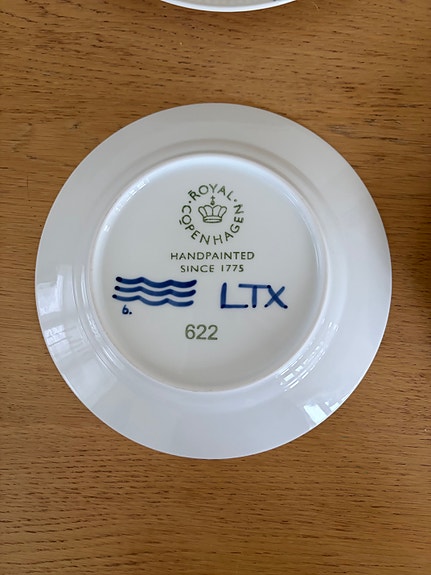 ROYAL
COPENHAGEN
HANDPAINTED
SINCE 1775
LTX
6.
622